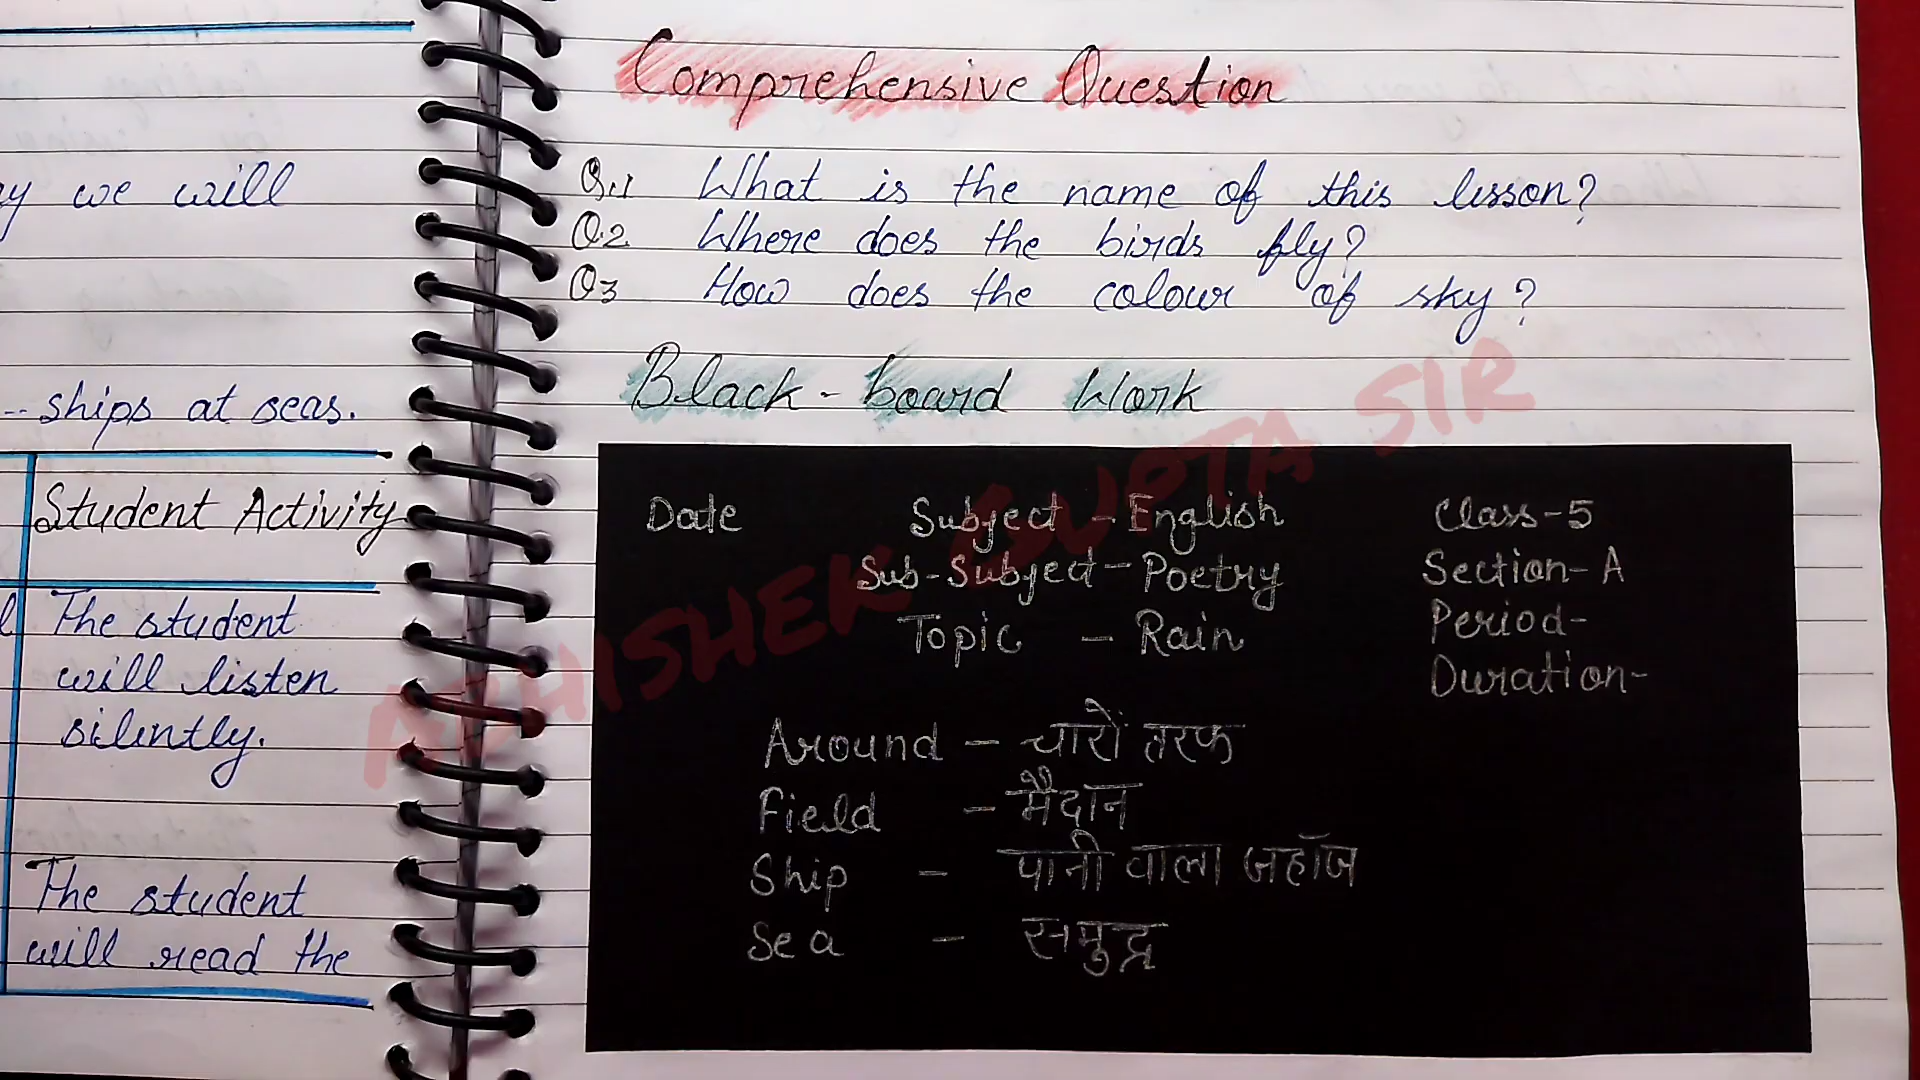 we will
ships at seas.
Student Activity
The student
will listen
silently.
The student
will read the
Comprehensive Question
Q.1 What is the name of this lesson?
Q.2. Where does the birds fly?
Q3 How does the colour of sky?
Black-board Work
Date Subject - English Class-5
Sub-Subject-Poetry Section-A
Topic - Rain Period-
Duration-
Around - चारों तरफ
Field - मैदान
Ship - पानी वाला जहाॅज
Sea - समुद्र
ABHISHEK GUPTA SIR